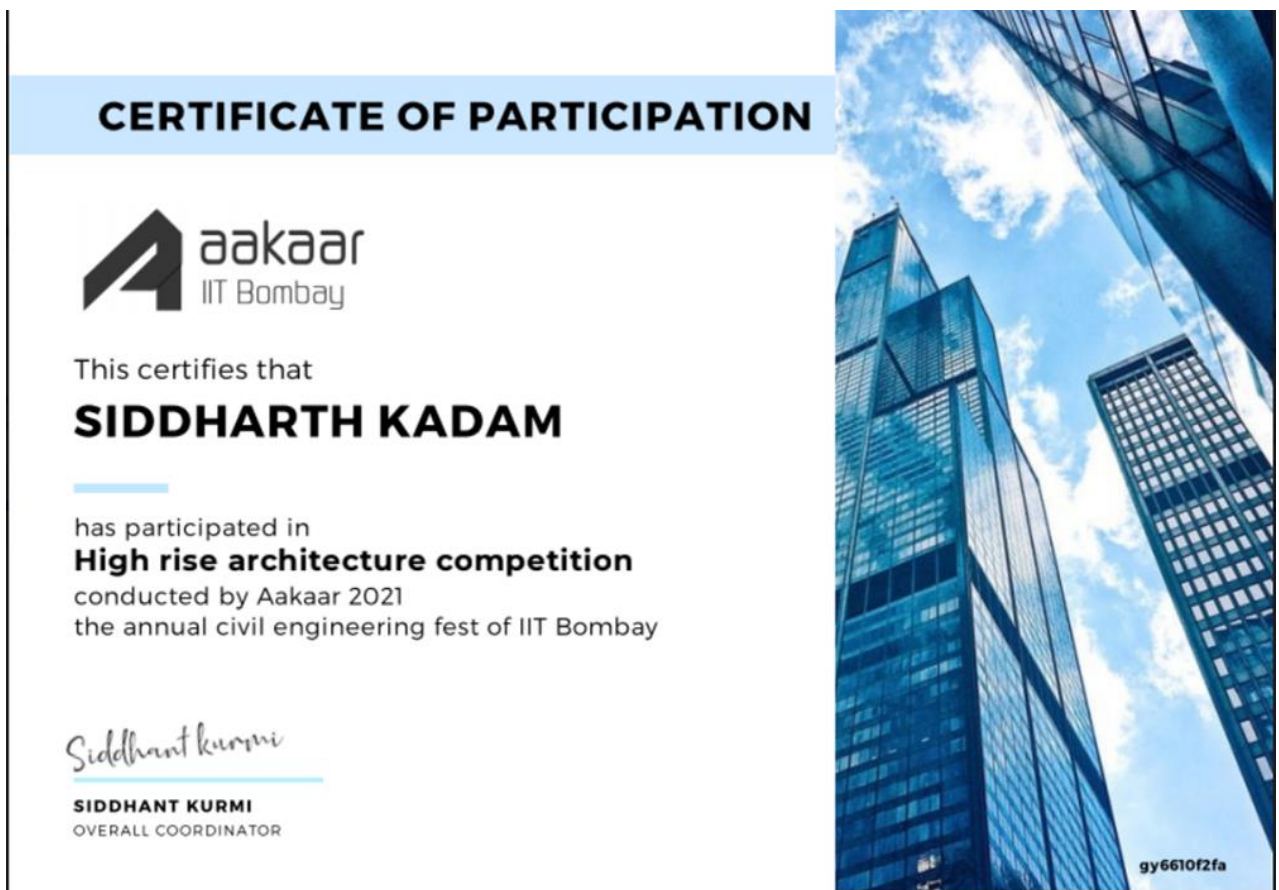 CERTIFICATE OF PARTICIPATION
aakaar
IIT Bombay
This certifies that
SIDDHARTH KADAM
has participated in
High rise architecture competition
conducted by Aakaar 2021
the annual civil engineering fest of IIT Bombay
Siddhant kurmi
SIDDHANT KURMI
OVERALL COORDINATOR
gy6610f2fa